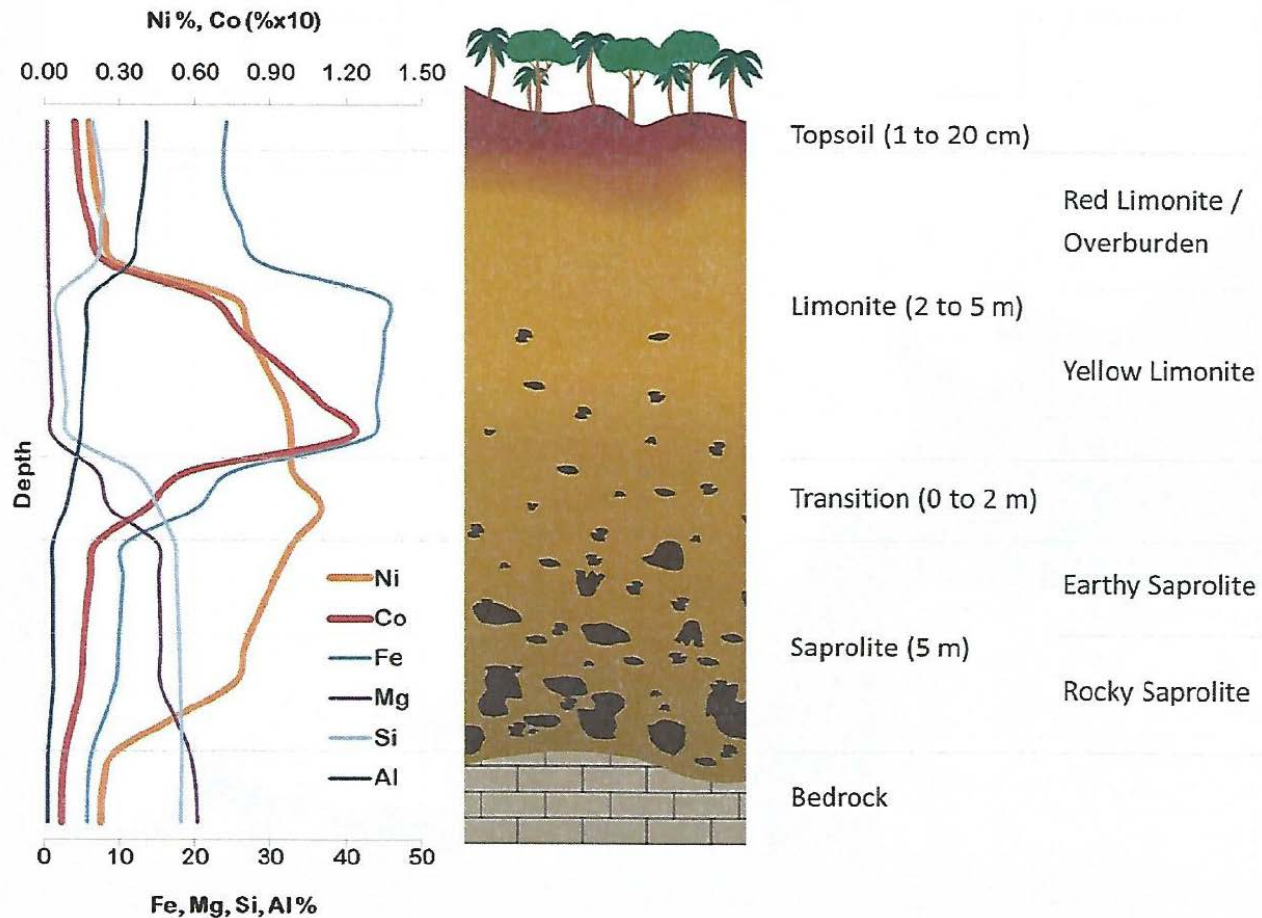 Ni %, Co (%x10)
0.00 0.30 0.60 0.90 1.20 1.50
Depth
Ni
Co
Fe
Mg
Si
Al
0 10 20 30 40 50
Fe, Mg, Si, Al %
Topsoil (1 to 20 cm)
Red Limonite /
Overburden
Limonite (2 to 5 m)
Yellow Limonite
Transition (0 to 2 m)
Earthy Saprolite
Saprolite (5 m)
Rocky Saprolite
Bedrock